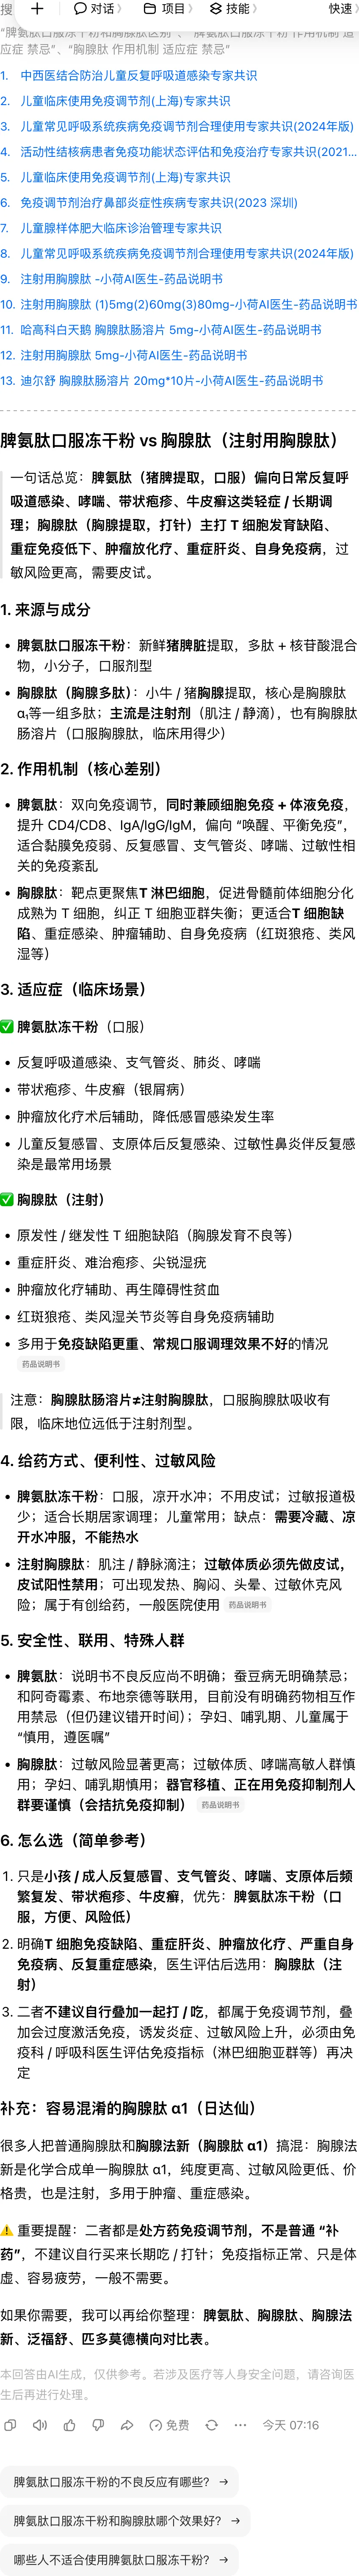 搜
对话
项目
技能
快速
“脾氨肽口服冻干粉和胸腺肽区别”、“脾氨肽口服冻干粉 作用机制 适
应症 禁忌”、“胸腺肽 作用机制 适应症 禁忌”
1. 中西医结合防治儿童反复呼吸道感染专家共识
2. 儿童临床使用免疫调节剂(上海)专家共识
3. 儿童常见呼吸系统疾病免疫调节剂合理使用专家共识(2024年版)
4. 活动性结核病患者免疫功能状态评估和免疫治疗专家共识(2021...
5. 儿童临床使用免疫调节剂(上海)专家共识
6. 免疫调节剂治疗鼻部炎症性疾病专家共识(2023 深圳)
7. 儿童腺样体肥大临床诊治管理专家共识
8. 儿童常见呼吸系统疾病免疫调节剂合理使用专家共识(2024年版)
9. 注射用胸腺肽 -小荷AI医生-药品说明书
10. 注射用胸腺肽 (1)5mg(2)60mg(3)80mg-小荷AI医生-药品说明书
11. 哈高科白天鹅 胸腺肽肠溶片 5mg-小荷AI医生-药品说明书
12. 注射用胸腺肽 5mg-小荷AI医生-药品说明书
13. 迪尔舒 胸腺肽肠溶片 20mg*10片-小荷AI医生-药品说明书
脾氨肽口服冻干粉 vs 胸腺肽（注射用胸腺肽）
一句话总览：脾氨肽（猪脾提取，口服）偏向日常反复呼
吸道感染、哮喘、带状疱疹、牛皮癣这类轻症 / 长期调
理；胸腺肽（胸腺提取，打针）主打 T 细胞发育缺陷、
重症免疫低下、肿瘤放化疗、重症肝炎、自身免疫病，过
敏风险更高，需要皮试。
1. 来源与成分
• 脾氨肽口服冻干粉：新鲜猪脾脏提取，多肽 + 核苷酸混合
物，小分子，口服剂型
• 胸腺肽（胸腺多肽）：小牛 / 猪胸腺提取，核心是胸腺肽
α₁等一组多肽；主流是注射剂（肌注 / 静滴），也有胸腺肽
肠溶片（口服胸腺肽，临床用得少）
2. 作用机制（核心差别）
• 脾氨肽：双向免疫调节，同时兼顾细胞免疫 + 体液免疫，
提升 CD4/CD8、IgA/IgG/IgM，偏向 “唤醒、平衡免疫”，
适合黏膜免疫弱、反复感冒、支气管炎、哮喘、过敏性相
关的免疫紊乱
• 胸腺肽：靶点更聚焦T 淋巴细胞，促进骨髓前体细胞分化
成熟为 T 细胞，纠正 T 细胞亚群失衡；更适合T 细胞缺
陷、重症感染、肿瘤辅助、自身免疫病（红斑狼疮、类风
湿等）
3. 适应症（临床场景）
✅ 脾氨肽冻干粉（口服）
• 反复呼吸道感染、支气管炎、肺炎、哮喘
• 带状疱疹、牛皮癣（银屑病）
• 肿瘤放化疗术后辅助，降低感冒感染发生率
• 儿童反复感冒、支原体后反复感染、过敏性鼻炎伴反复感
染是最常用场景
✅ 胸腺肽（注射）
• 原发性 / 继发性 T 细胞缺陷（胸腺发育不良等）
• 重症肝炎、难治疱疹、尖锐湿疣
• 肿瘤放化疗辅助、再生障碍性贫血
• 红斑狼疮、类风湿关节炎等自身免疫病辅助
• 多用于免疫缺陷更重、常规口服调理效果不好的情况
药品说明书
注意：胸腺肽肠溶片≠注射胸腺肽，口服胸腺肽吸收有
限，临床地位远低于注射剂型。
4. 给药方式、便利性、过敏风险
• 脾氨肽冻干粉：口服，凉开水冲；不用皮试；过敏报道极
少；适合长期居家调理；儿童常用；缺点：需要冷藏、凉
开水冲服，不能热水
• 注射胸腺肽：肌注 / 静脉滴注；过敏体质必须先做皮试，
皮试阳性禁用；可出现发热、胸闷、头晕、过敏休克风
险；属于有创给药，一般医院使用 药品说明书
5. 安全性、联用、特殊人群
• 脾氨肽：说明书不良反应尚不明确；蚕豆病无明确禁忌；
和阿奇霉素、布地奈德等联用，目前没有明确药物相互作
用禁忌（但仍建议错开时间）；孕妇、哺乳期、儿童属于
“慎用，遵医嘱”
• 胸腺肽：过敏风险显著更高；过敏体质、哮喘高敏人群慎
用；孕妇、哺乳期慎用；器官移植、正在用免疫抑制剂人
群要谨慎（会拮抗免疫抑制） 药品说明书
6. 怎么选（简单参考）
1. 只是小孩 / 成人反复感冒、支气管炎、哮喘、支原体后频
繁复发、带状疱疹、牛皮癣，优先：脾氨肽冻干粉（口
服，方便、风险低）
2. 明确T 细胞免疫缺陷、重症肝炎、肿瘤放化疗、严重自身
免疫病、反复重症感染，医生评估后选用：胸腺肽（注
射）
3. 二者不建议自行叠加一起打 / 吃，都属于免疫调节剂，叠
加会过度激活免疫，诱发炎症、过敏风险上升，必须由免
疫科 / 呼吸科医生评估免疫指标（淋巴细胞亚群等）再决
定
补充：容易混淆的胸腺肽 α1（日达仙）
很多人把普通胸腺肽和胸腺法新（胸腺肽 α1）搞混：胸腺法
新是化学合成单一胸腺肽 α1，纯度更高、过敏风险更低、价
格贵，也是注射，多用于肿瘤、重症感染。
⚠️ 重要提醒：二者都是处方药免疫调节剂，不是普通 “补
药”，不建议自行买来长期吃 / 打针；免疫指标正常、只是体
虚、容易疲劳，一般不需要。
如果你需要，我可以再给你整理：脾氨肽、胸腺肽、胸腺法
新、泛福舒、匹多莫德横向对比表。
本回答由AI生成，仅供参考。若涉及医疗等人身安全问题，请咨询医
生后再进行处理。
免费
今天 07:16
脾氨肽口服冻干粉的不良反应有哪些？ →
脾氨肽口服冻干粉和胸腺肽哪个效果好？ →
哪些人不适合使用脾氨肽口服冻干粉？ →